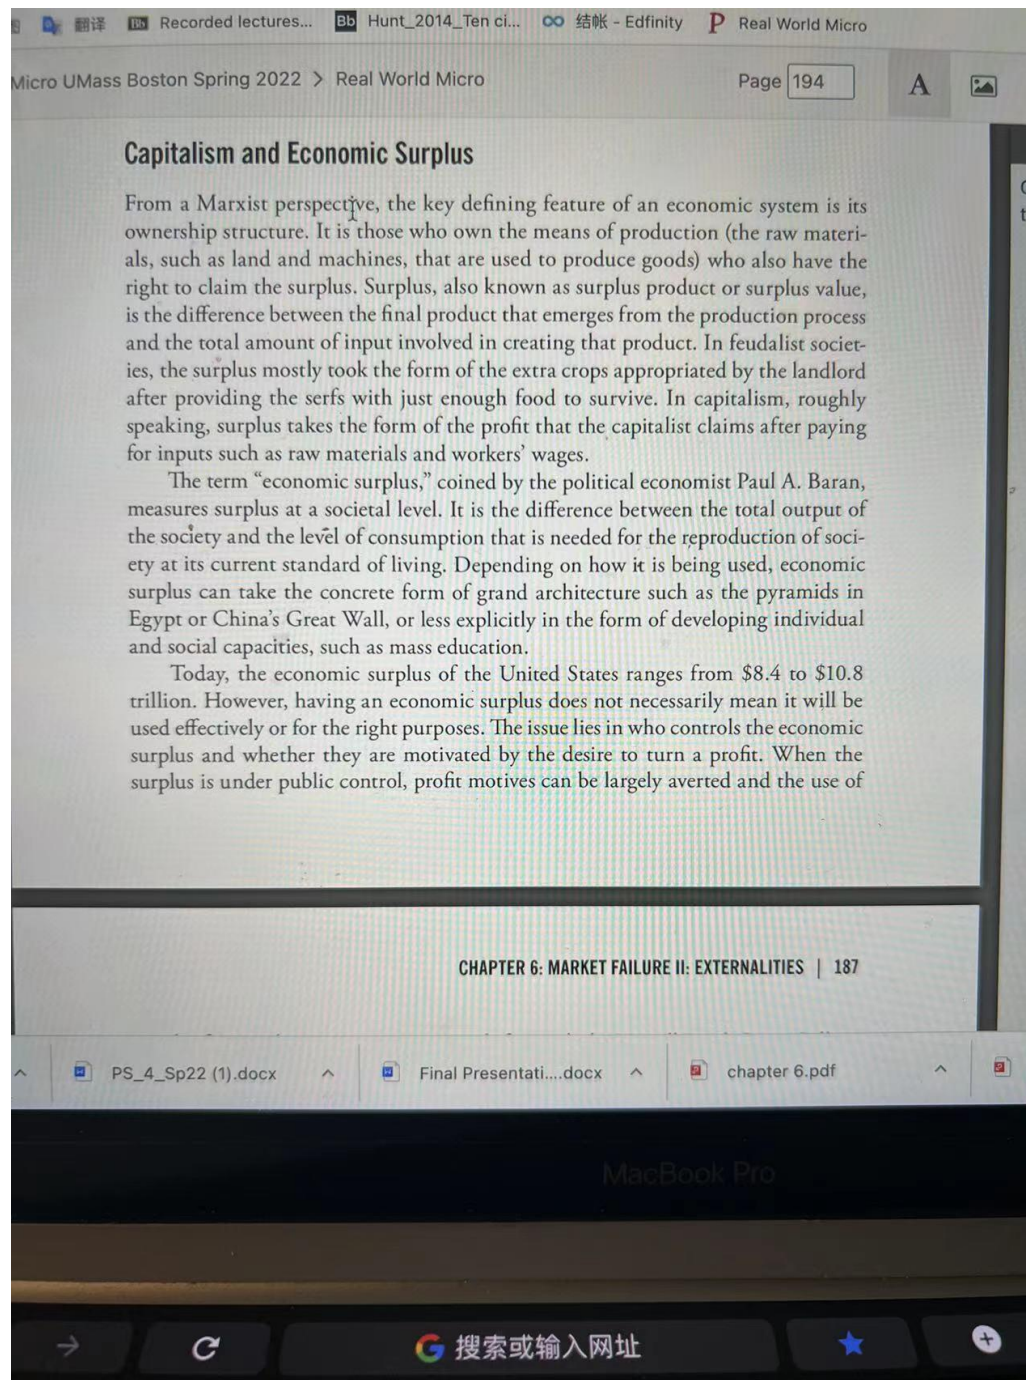 翻译
Recorded lectures...
Bb Hunt_2014_Ten ci...
结帐 - Edfinity
P Real World Micro
Micro UMass Boston Spring 2022 > Real World Micro
Page 194
A
Capitalism and Economic Surplus
From a Marxist perspective, the key defining feature of an economic system is its
ownership structure. It is those who own the means of production (the raw materi-
als, such as land and machines, that are used to produce goods) who also have the
right to claim the surplus. Surplus, also known as surplus product or surplus value,
is the difference between the final product that emerges from the production process
and the total amount of input involved in creating that product. In feudalist societ-
ies, the surplus mostly took the form of the extra crops appropriated by the landlord
after providing the serfs with just enough food to survive. In capitalism, roughly
speaking, surplus takes the form of the profit that the capitalist claims after paying
for inputs such as raw materials and workers’ wages.
The term “economic surplus,” coined by the political economist Paul A. Baran,
measures surplus at a societal level. It is the difference between the total output of
the society and the level of consumption that is needed for the reproduction of soci-
ety at its current standard of living. Depending on how it is being used, economic
surplus can take the concrete form of grand architecture such as the pyramids in
Egypt or China’s Great Wall, or less explicitly in the form of developing individual
and social capacities, such as mass education.
Today, the economic surplus of the United States ranges from $8.4 to $10.8
trillion. However, having an economic surplus does not necessarily mean it will be
used effectively or for the right purposes. The issue lies in who controls the economic
surplus and whether they are motivated by the desire to turn a profit. When the
surplus is under public control, profit motives can be largely averted and the use of
CHAPTER 6: MARKET FAILURE II: EXTERNALITIES | 187
PS_4_Sp22 (1).docx
Final Presentati....docx
chapter 6.pdf
MacBook Pro
搜索或输入网址